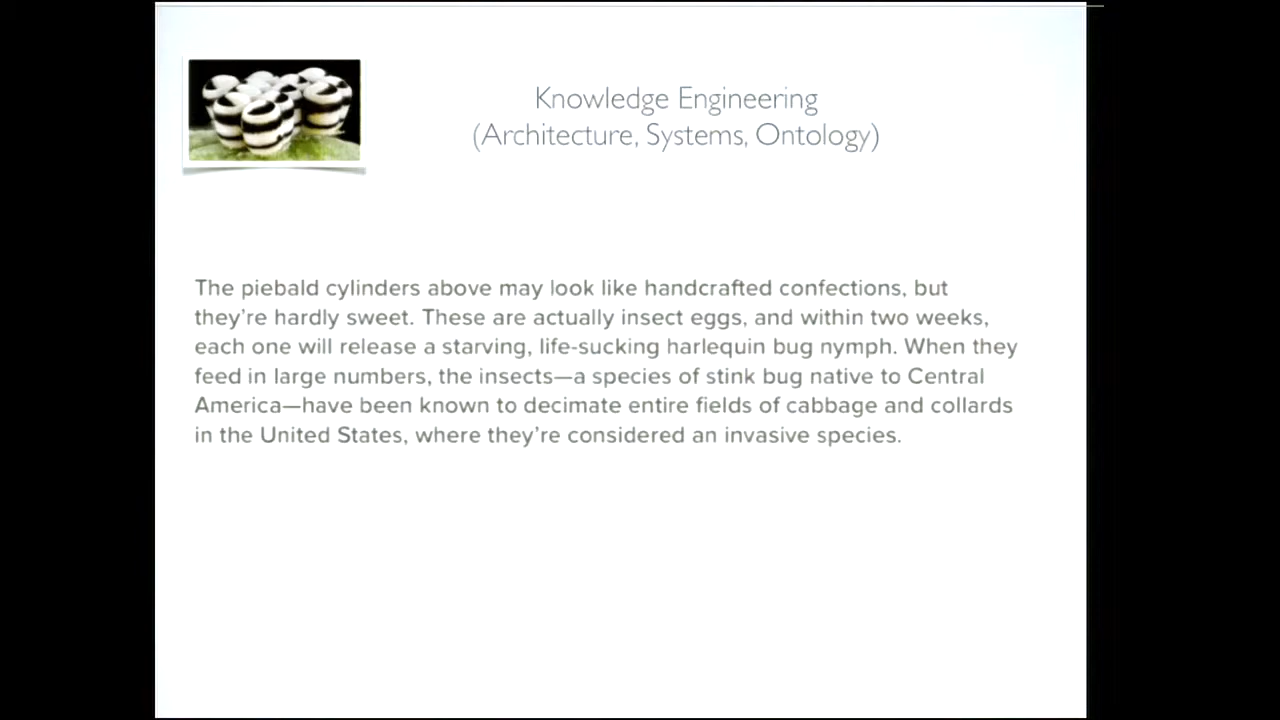 Knowledge Engineering
(Architecture, Systems, Ontology)
The piebald cylinders above may look like handcrafted confections, but
they're hardly sweet. These are actually insect eggs, and within two weeks,
each one will release a starving, life-sucking harlequin bug nymph. When they
feed in large numbers, the insects—a species of stink bug native to Central
America—have been known to decimate entire fields of cabbage and collards
in the United States, where they're considered an invasive species.